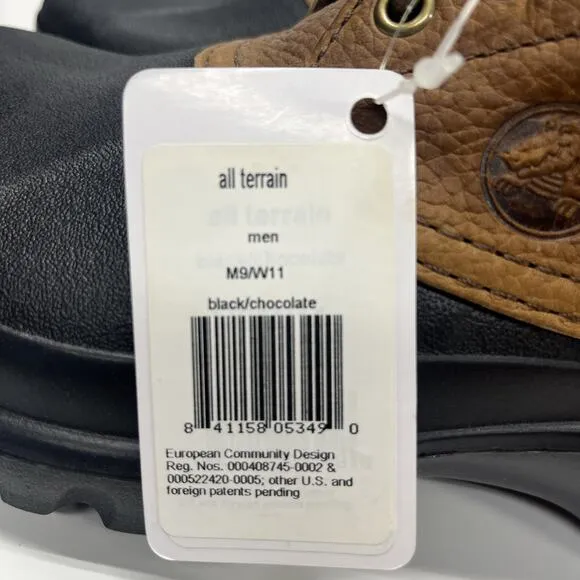 all terrain
men
M9/W11
black/chocolate
8 41158 05349 0
European Community Design
Reg. Nos. 000408745-0002 &
000522420-0005; other U.S. and
foreign patents pending